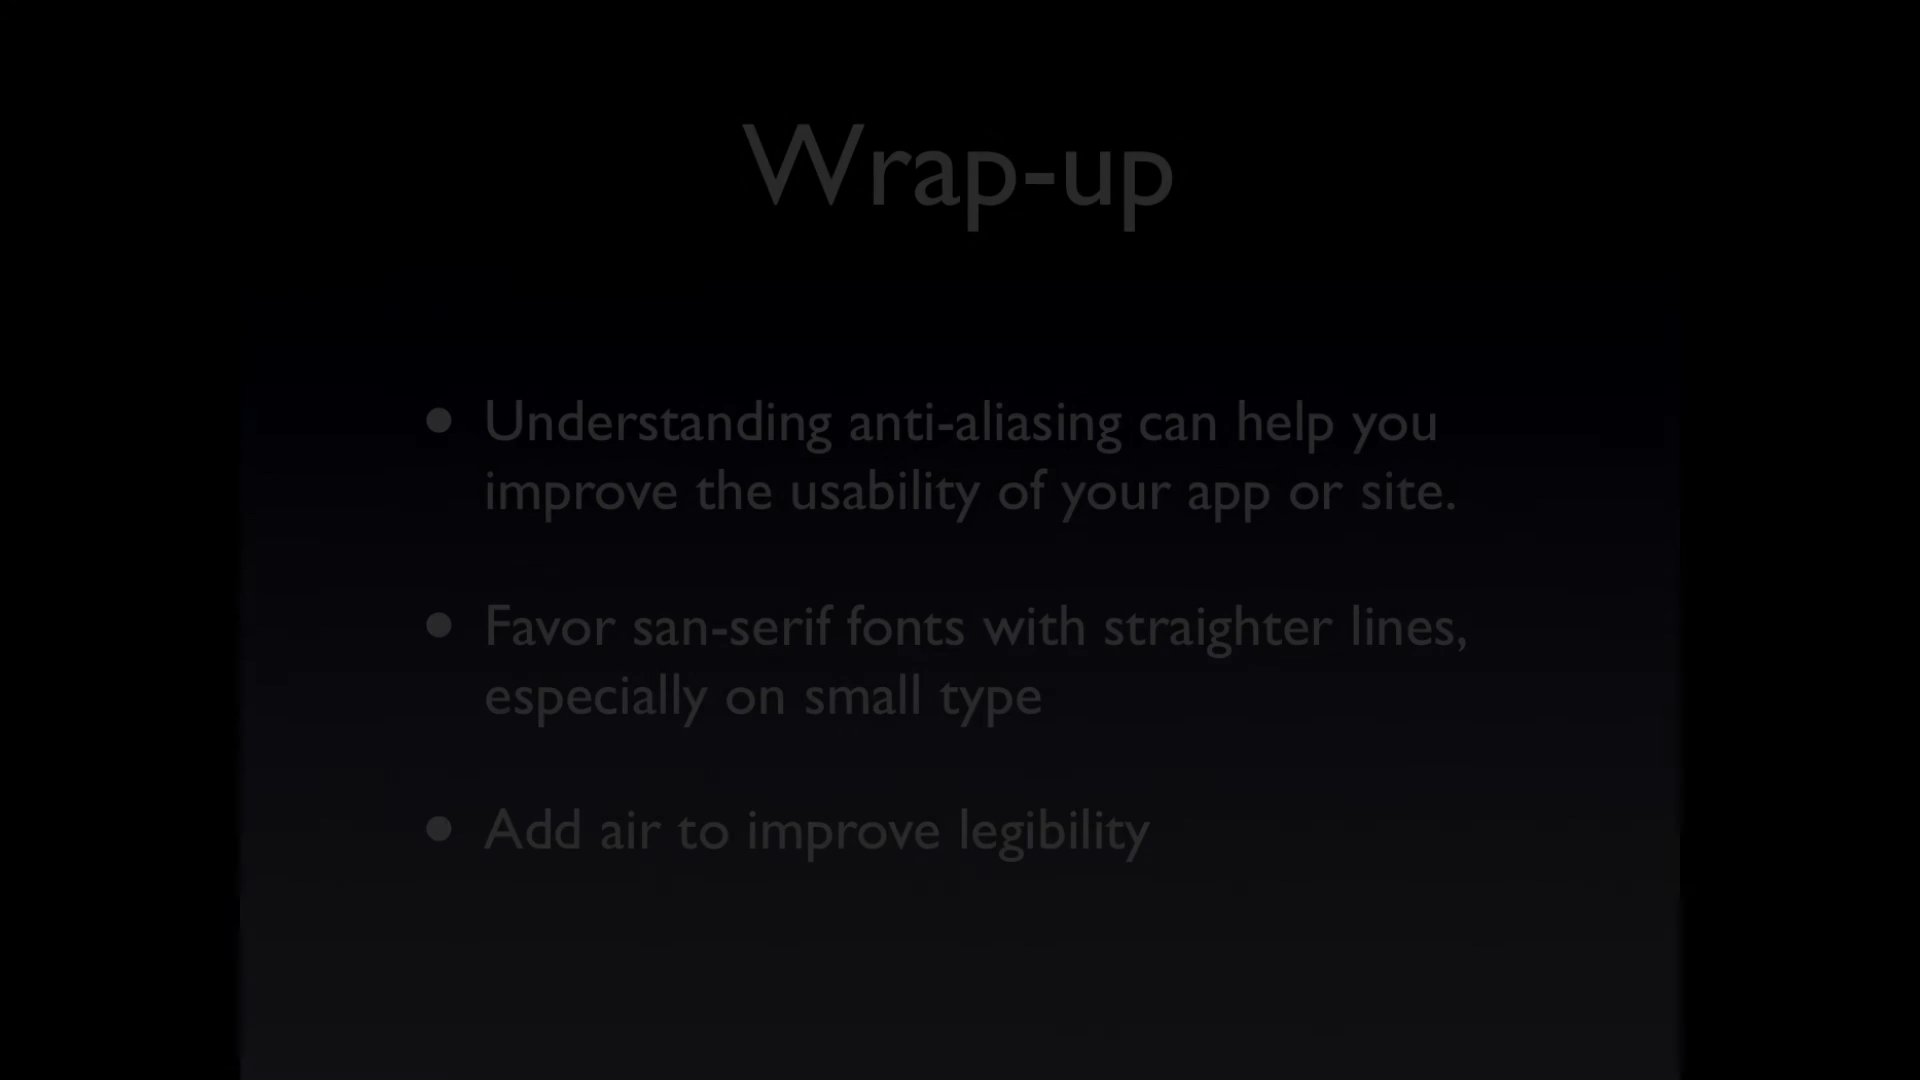 Wrap-up
• Understanding anti-aliasing can help you
improve the usability of your app or site.
• Favor san-serif fonts with straighter lines,
especially on small type
• Add air to improve legibility